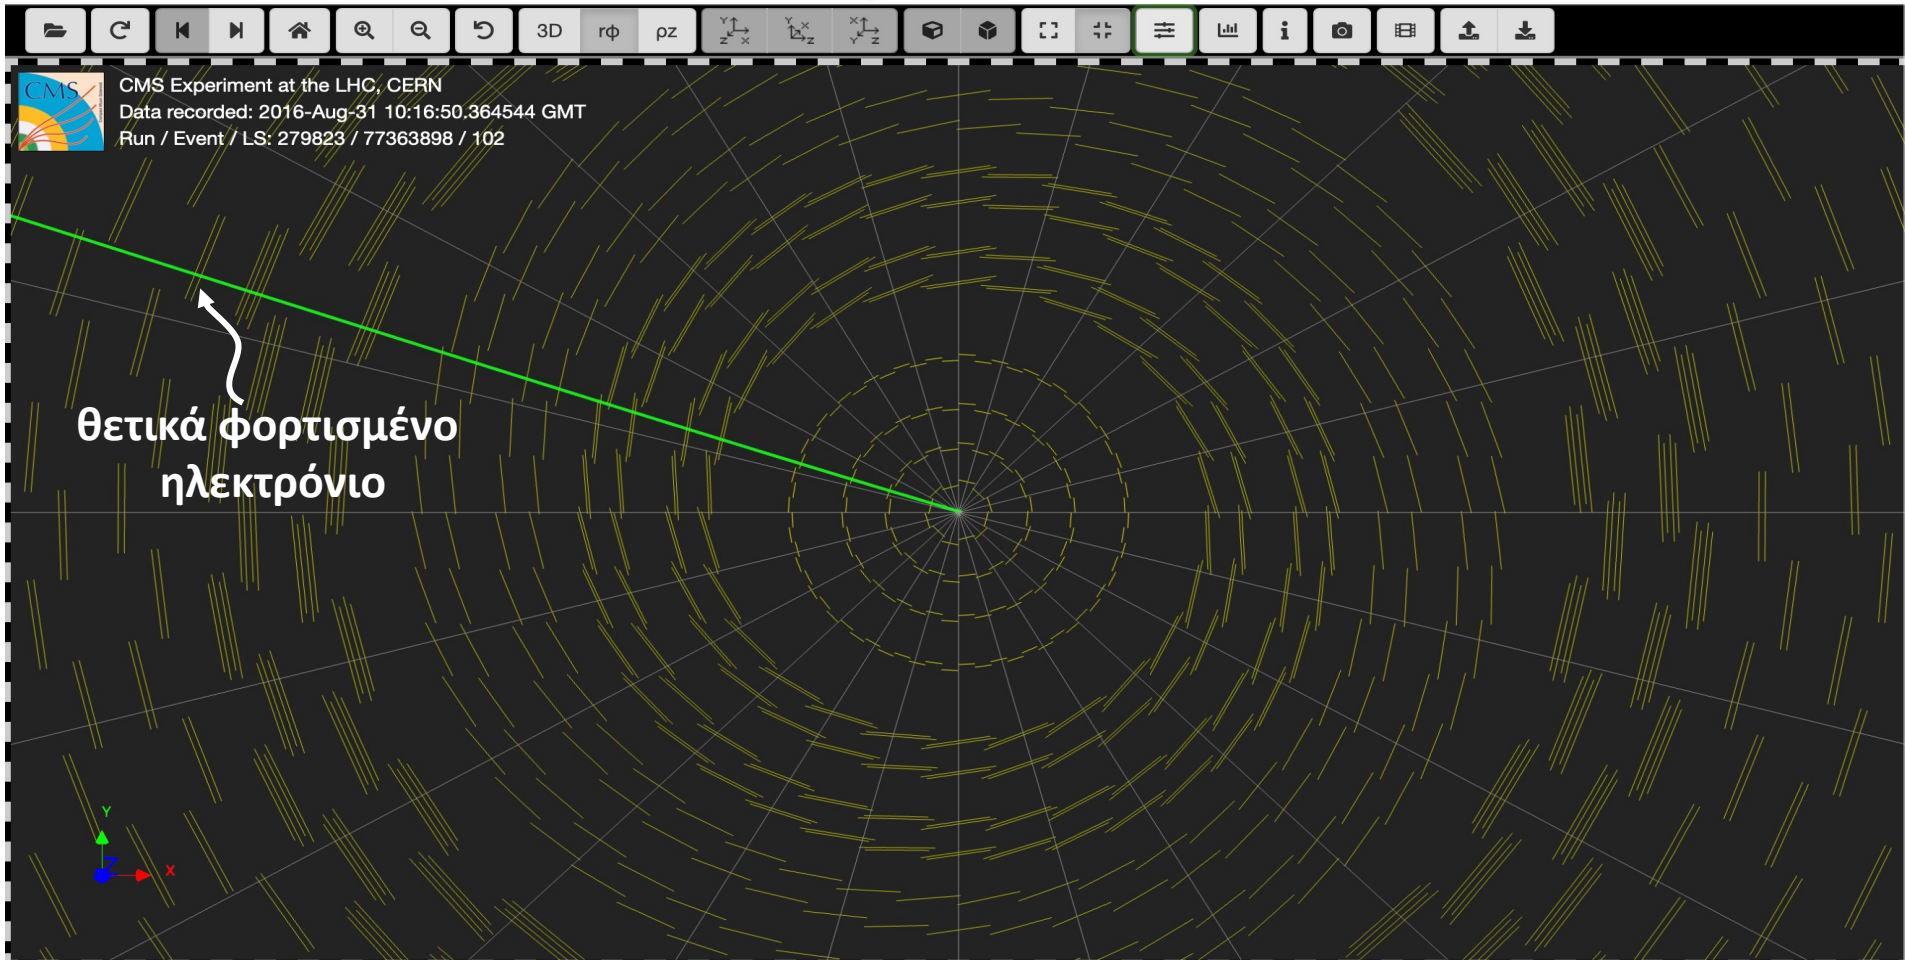 3D rφ ρz
CMS
CMS Experiment at the LHC, CERN
Data recorded: 2016-Aug-31 10:16:50.364544 GMT
Run / Event / LS: 279823 / 77363898 / 102
θετικά φορτισμένο
ηλεκτρόνιο
Y
Z
X